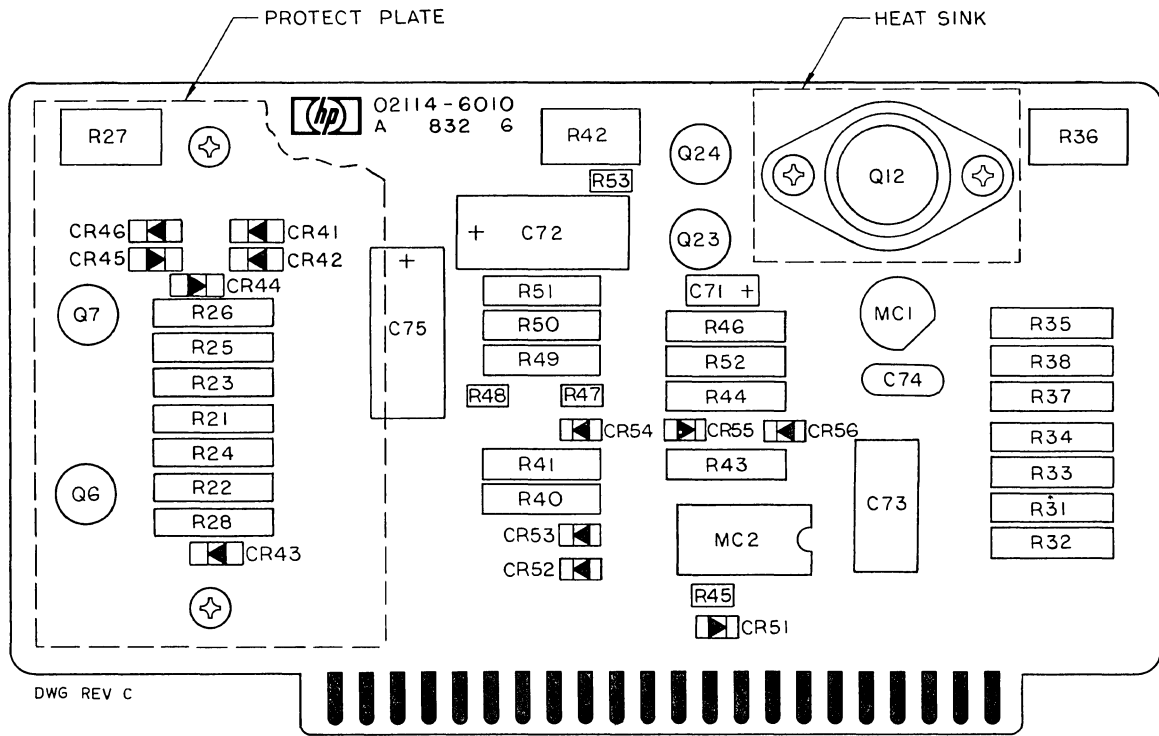 PROTECT PLATE
HEAT SINK
hp
02114-6010
A 832 6
R27
R42
R53
Q24
Q12
R36
CR46
CR41
CR45
CR42
CR44
C72
+
Q23
C71 +
Q7
R26
R25
R23
R21
R24
R22
R28
CR43
Q6
+
C75
R51
R50
R49
R48
R47
CR54
CR55
CR56
R46
R52
R44
R43
R41
R40
CR53
CR52
MC1
C74
C73
MC2
R45
CR51
R35
R38
R37
R34
R33
R31
R32
DWG REV C